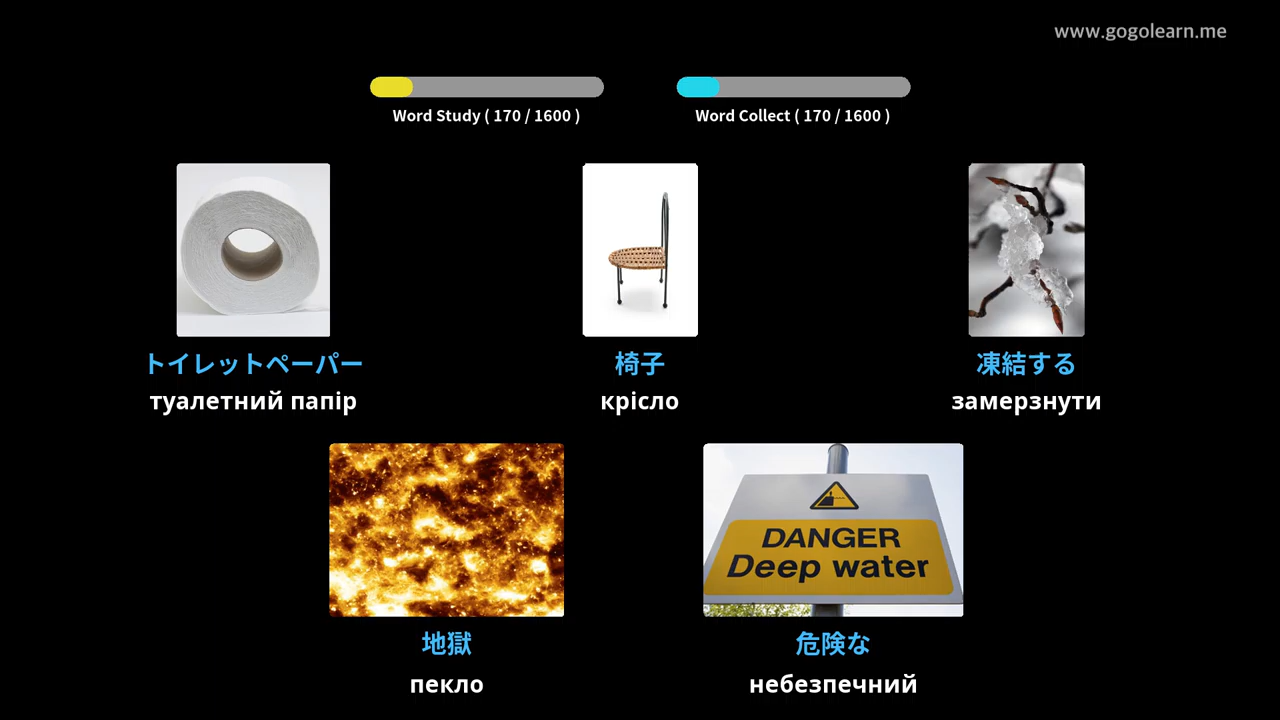 www.gogolearn.me
Word Study ( 170 / 1600 )
Word Collect ( 170 / 1600 )
トイレットペーパー
туалетний папір
椅子
крісло
凍結する
замерзнути
DANGER
Deep water
地獄
пекло
危険な
небезпечний